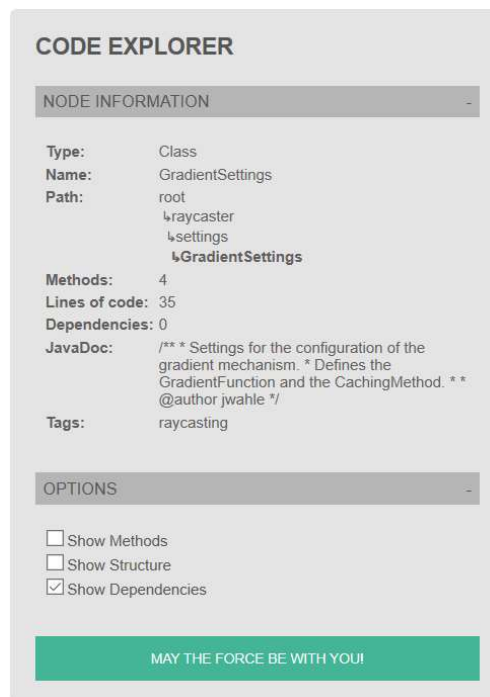 CODE EXPLORER
NODE INFORMATION -
Type: Class
Name: GradientSettings
Path: root
↳raycaster
↳settings
↳GradientSettings
Methods: 4
Lines of code: 35
Dependencies: 0
JavaDoc: /** * Settings for the configuration of the
gradient mechanism. * Defines the
GradientFunction and the CachingMethod. * *
@author jwahle */
Tags: raycasting
OPTIONS -
Show Methods
Show Structure
Show Dependencies
MAY THE FORCE BE WITH YOU!